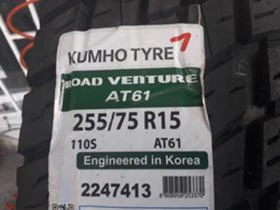 KUMHO TYRE
ROAD VENTURE
AT61
255/75 R15
110S AT61
Engineered in Korea
2247413